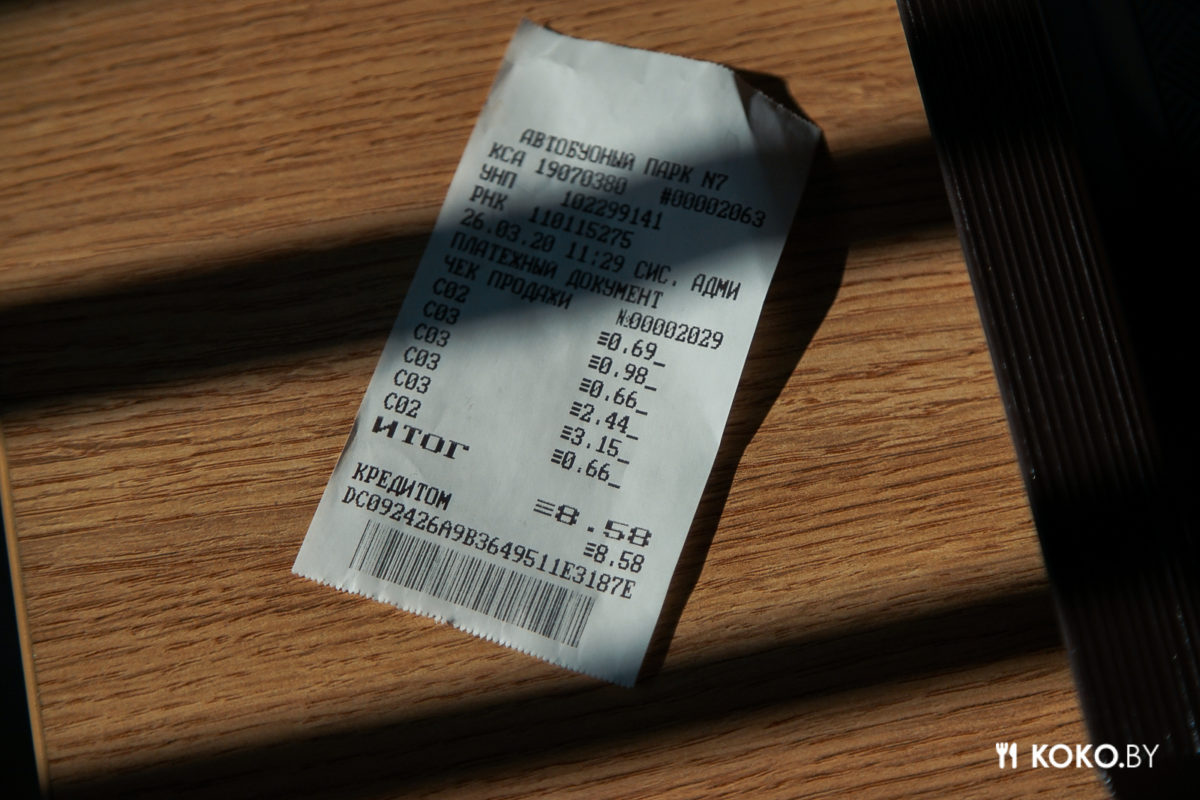 АВТОБУОНЫЙ ПАРК N7
КСА 19070380 #00002063
УНП 102299141
РНК 110115275
26.03.20 11:29 СИС. АДМИ
ПЛАТЕЖНЫЙ ДОКУМЕНТ
ЧЕК ПРОДАЖИ №00002029
С02 ≡0.69_
С03 ≡0.98_
С03 ≡0.66_
С03 ≡2.44_
С03 ≡3.15_
С02 ≡0.66_
ИТОГ ≡8.58
КРЕДИТОМ ≡8.58
DC092426A9B3649511E3187E
KOKO.BY